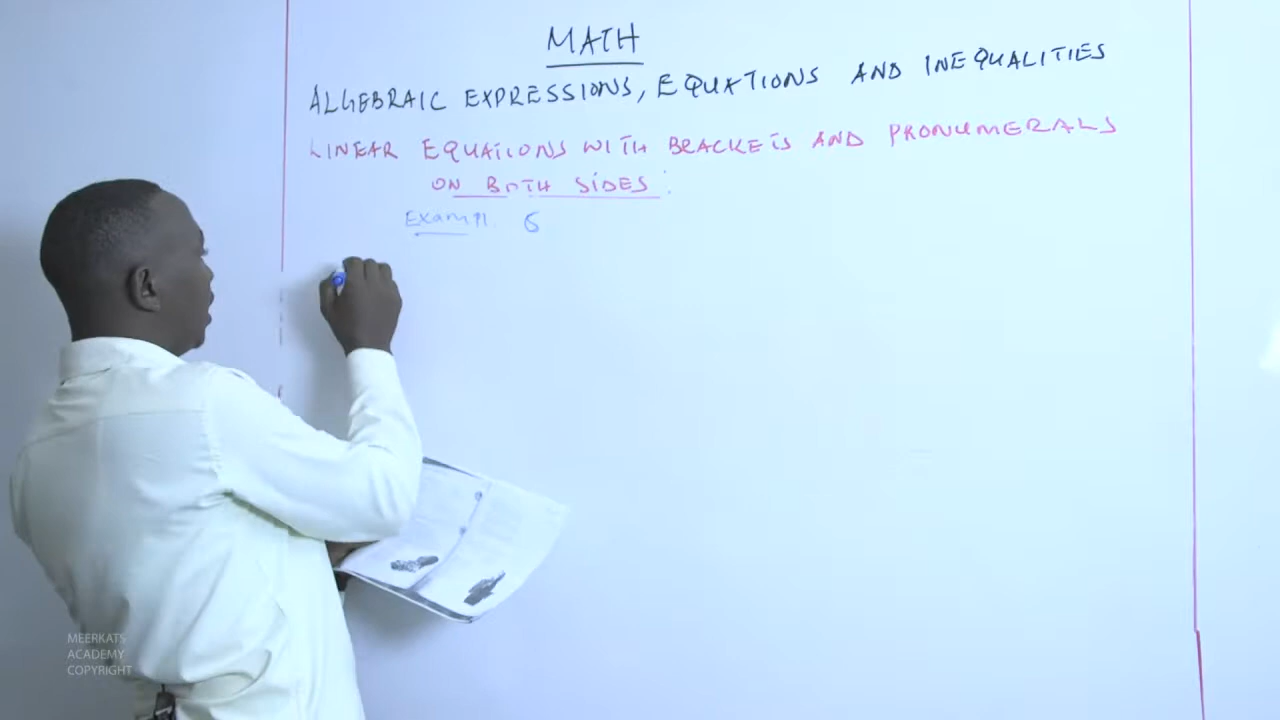 MATH
ALGEBRAIC EXPRESSIONS, EQUATIONS AND INEQUALITIES
LINEAR EQUATIONS WITH BRACKETS AND PRONUMERALS
ON BOTH SIDES:
Exampl. 6
MEERKATS
ACADEMY
COPYRIGHT